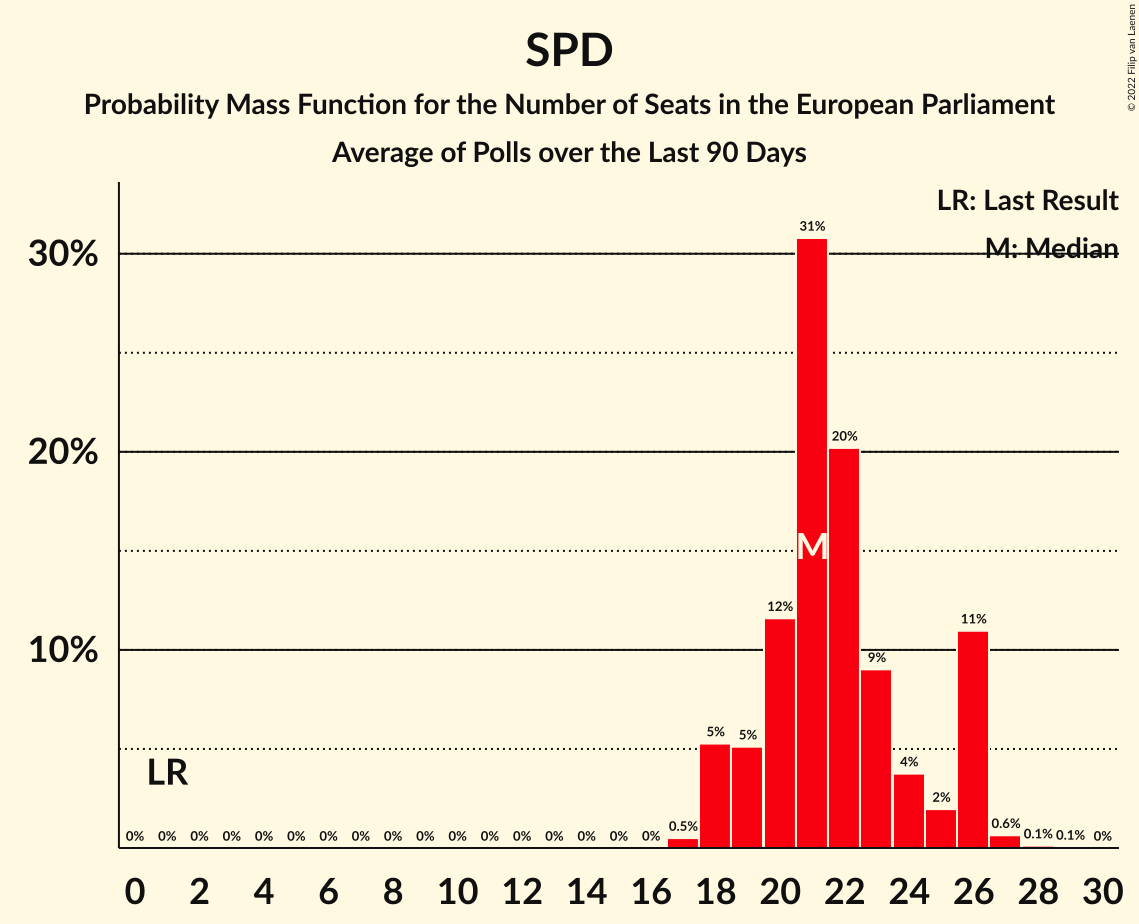 SPD
Probability Mass Function for the Number of Seats in the European Parliament
Average of Polls over the Last 90 Days
© 2022 Filip van Laenen
LR: Last Result
M: Median
30%
20%
10%
31%
20%
M
12%
11%
9%
5%
5%
4%
2%
LR
0% 0% 0% 0% 0% 0% 0% 0% 0% 0% 0% 0% 0% 0% 0% 0% 0% 0.5% 0.6% 0.1% 0.1% 0%
0 2 4 6 8 10 12 14 16 18 20 22 24 26 28 30